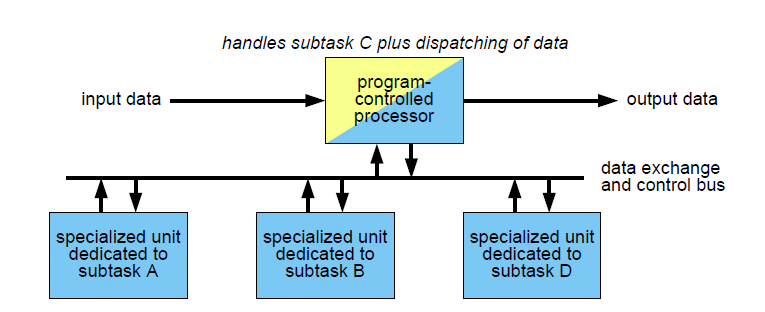 handles subtask C plus dispatching of data
input data
program-
controlled
processor
output data
data exchange
and control bus
specialized unit
dedicated to
subtask A
specialized unit
dedicated to
subtask B
specialized unit
dedicated to
subtask D